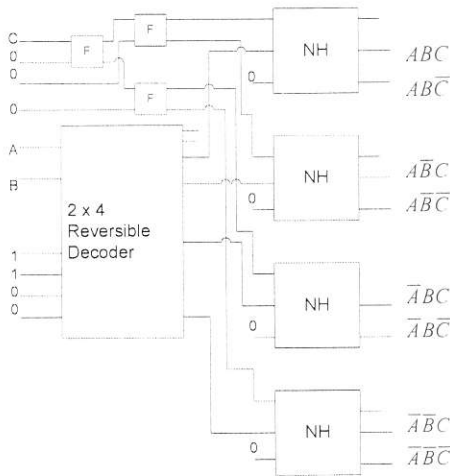 C
0
0
0
A
B
1
1
0
0
F
F
F
2 x 4
Reversible
Decoder
NH
0
ABC
ABC̅
NH
0
AB̅C
AB̅C̅
NH
0
A̅BC
A̅BC̅
NH
0
A̅B̅C
A̅B̅C̅